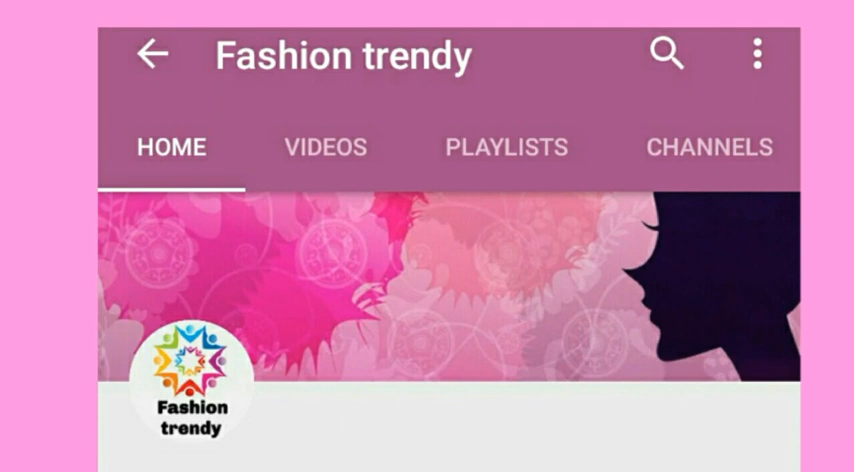 Fashion trendy
HOME VIDEOS PLAYLISTS CHANNELS
Fashion
trendy